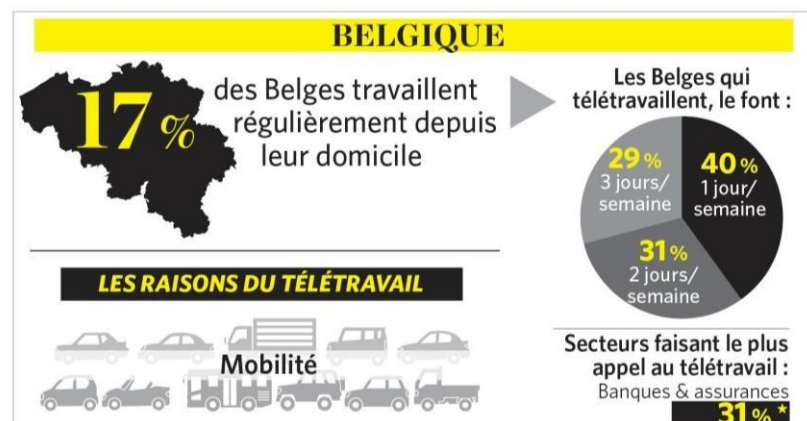 BELGIQUE
17%
des Belges travaillent
régulièrement depuis
leur domicile
Les Belges qui
télétravaillent, le font :
29%
3 jours/
semaine
40%
1 jour/
semaine
31%
2 jours/
semaine
LES RAISONS DU TÉLÉTRAVAIL
Mobilité
Secteurs faisant le plus
appel au télétravail :
Banques & assurances
31% *